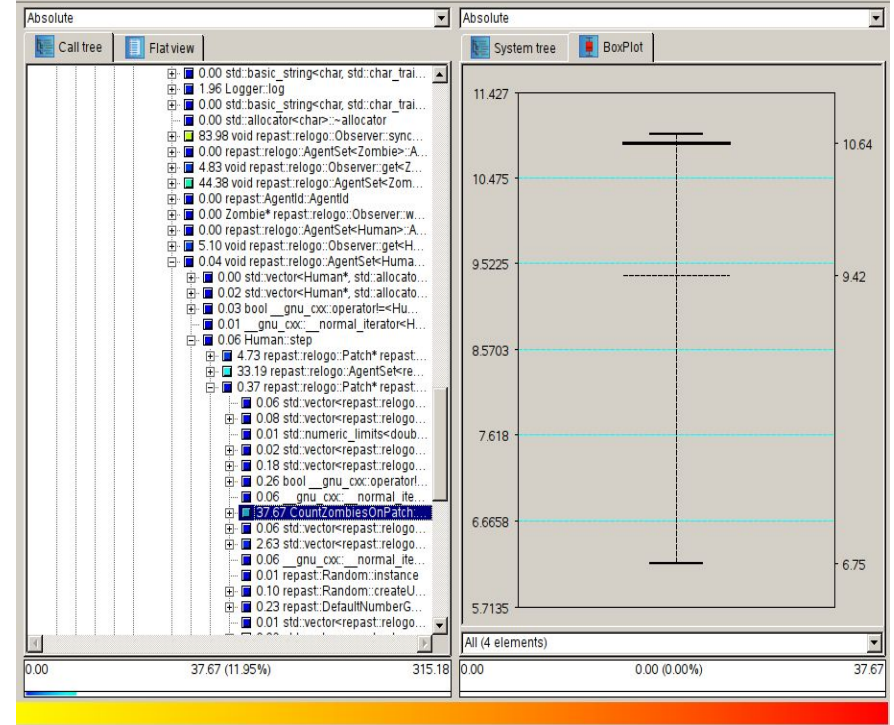 Absolute
Call tree
Flat view
0.00 std::basic_string<char, std::char_trai...
1.96 Logger::log
0.00 std::basic_string<char, std::char_trai...
0.00 std::allocator<char>::~allocator
83.98 void repast::relogo::Observer::sync...
0.00 repast::relogo::AgentSet<Zombie>::A...
4.83 void repast::relogo::Observer::get<Z...
44.38 void repast::relogo::AgentSet<Zom...
0.00 repast::AgentId::AgentId
0.00 Zombie* repast::relogo::Observer::w...
0.00 repast::relogo::AgentSet<Human>::A...
5.10 void repast::relogo::Observer::get<H...
0.04 void repast::relogo::AgentSet<Huma...
0.00 std::vector<Human*, std::allocato...
0.02 std::vector<Human*, std::allocato...
0.03 bool __gnu_cxx::operator!=<Hu...
0.01 __gnu_cxx::__normal_iterator<H...
0.06 Human::step
4.73 repast::relogo::Patch* repast:...
33.19 repast::relogo::AgentSet<re...
0.37 repast::relogo::Patch* repast:...
0.06 std::vector<repast::relogo...
0.08 std::vector<repast::relogo...
0.01 std::numeric_limits<doub...
0.02 std::vector<repast::relogo...
0.18 std::vector<repast::relogo...
0.26 bool __gnu_cxx::operator!...
0.06 __gnu_cxx::__normal_ite...
37.67 CountZombiesOnPatch:...
0.06 std::vector<repast::relogo...
2.63 std::vector<repast::relogo...
0.06 __gnu_cxx::__normal_ite...
0.01 repast::Random::instance
0.10 repast::Random::createU...
0.23 repast::DefaultNumberG...
0.01 std::vector<repast::relogo...
0.00 37.67 (11.95%) 315.18
Absolute
System tree
BoxPlot
11.427
10.64
10.475
9.5225
9.42
8.5703
7.618
6.6658
6.75
5.7135
All (4 elements)
0.00 0.00 (0.00%) 37.67